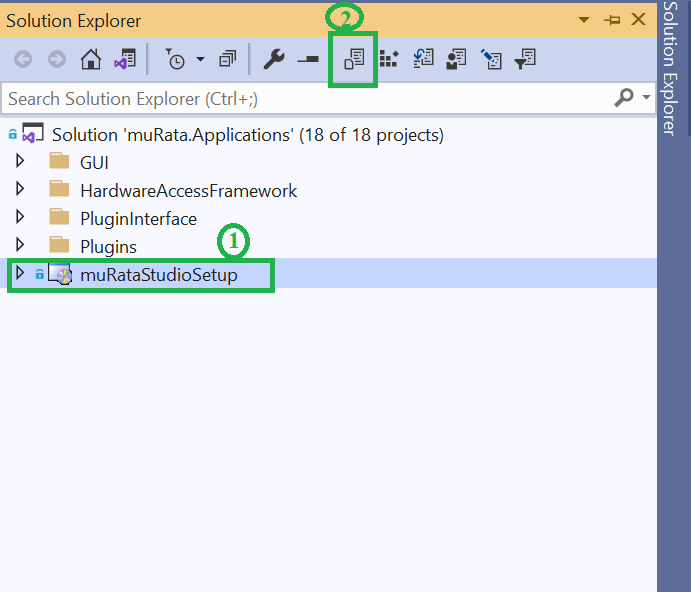 Solution Explorer
2
Search Solution Explorer (Ctrl+;)
Solution 'muRata.Applications' (18 of 18 projects)
GUI
HardwareAccessFramework
PluginInterface
Plugins
1
muRataStudioSetup
Solution Explorer